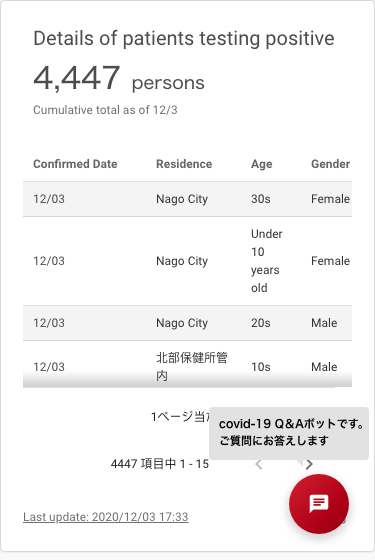 Details of patients testing positive
4,447 persons
Cumulative total as of 12/3
Confirmed Date Residence Age Gender
12/03 Nago City 30s Female
12/03 Nago City Under 10 years old Female
12/03 Nago City 20s Male
12/03 北部保健所管内 10s Male
1ページ当
covid-19 Q&Aボットです。
ご質問にお答えします
4447 項目中 1 - 15
Last update: 2020/12/03 17:33